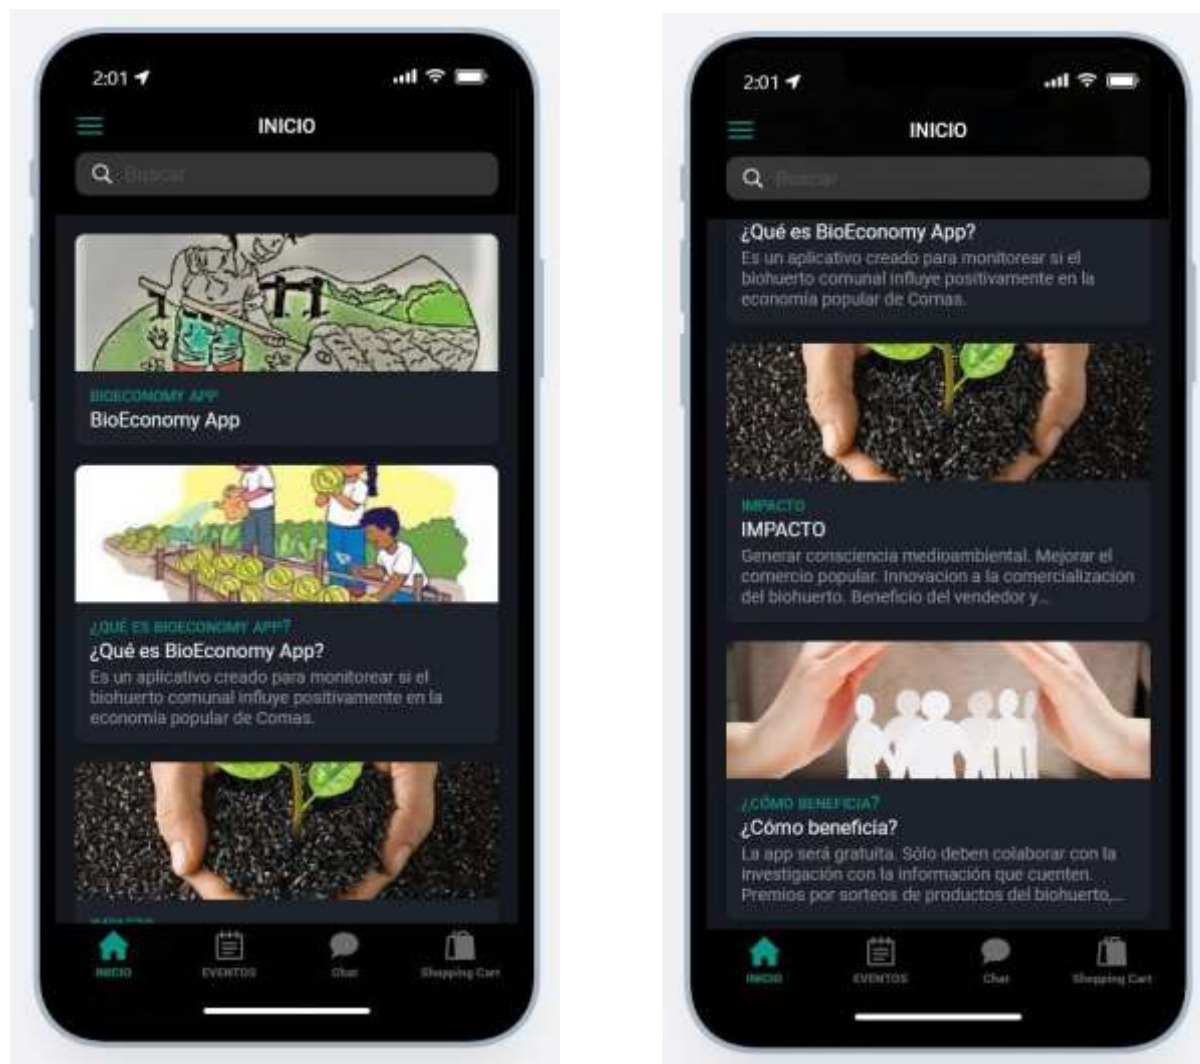 2:01
INICIO
Buscar
BIOECONOMY APP
BioEconomy App
¿QUÉ ES BIOECONOMY APP?
¿Qué es BioEconomy App?
Es un aplicativo creado para monitorear si el
biohuerto comunal influye positivamente en la
economía popular de Comas.
IMPACTO
INICIO
EVENTOS
Chat
Shopping Cart
2:01
INICIO
Buscar
¿Qué es BioEconomy App?
Es un aplicativo creado para monitorear si el
biohuerto comunal influye positivamente en la
economía popular de Comas.
IMPACTO
IMPACTO
Generar consciencia medioambiental. Mejorar el
comercio popular. Innovacion a la comercializacion
del biohuerto. Beneficio del vendedor y...
¿CÓMO BENEFICIA?
¿Cómo beneficia?
La app será gratuita. Sólo deben colaborar con la
investigación con la información que cuenten.
Premios por sorteos de productos del biohuerto,...
INICIO
EVENTOS
Chat
Shopping Cart